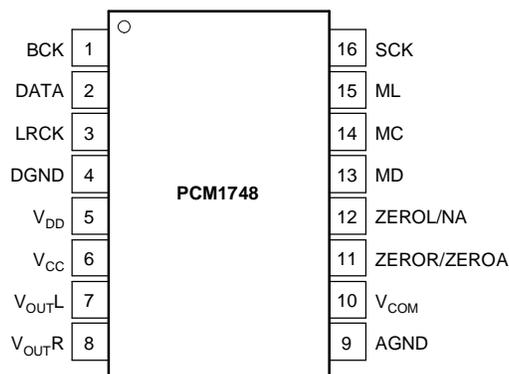 BCK 1 16 SCK
DATA 2 15 ML
LRCK 3 14 MC
DGND 4 13 MD
PCM1748
VDD 5 12 ZEROL/NA
VCC 6 11 ZEROR/ZEROA
VOUTL 7 10 VCOM
VOUTR 8 9 AGND